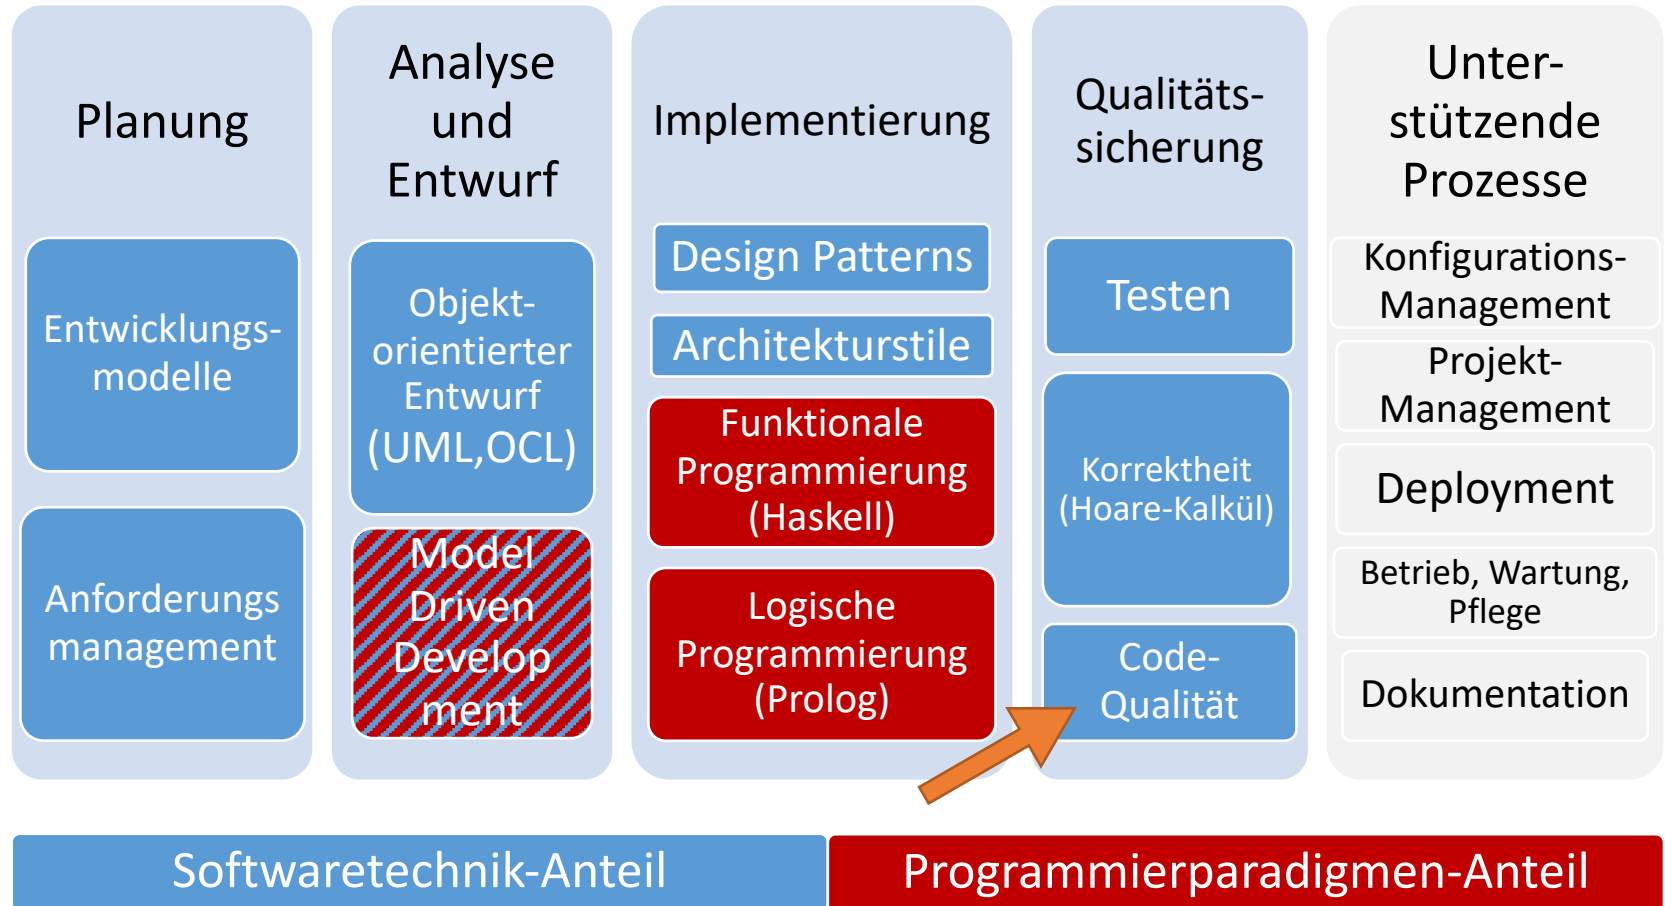 Planung
Entwicklungs-
modelle
Anforderungs
management
Analyse
und
Entwurf
Objekt-
orientierter
Entwurf
(UML,OCL)
Model
Driven
Develop
ment
Implementierung
Design Patterns
Architekturstile
Funktionale
Programmierung
(Haskell)
Logische
Programmierung
(Prolog)
Qualitäts-
sicherung
Testen
Korrektheit
(Hoare-Kalkül)
Code-
Qualität
Unter-
stützende
Prozesse
Konfigurations-
Management
Projekt-
Management
Deployment
Betrieb, Wartung,
Pflege
Dokumentation
Softwaretechnik-Anteil
Programmierparadigmen-Anteil